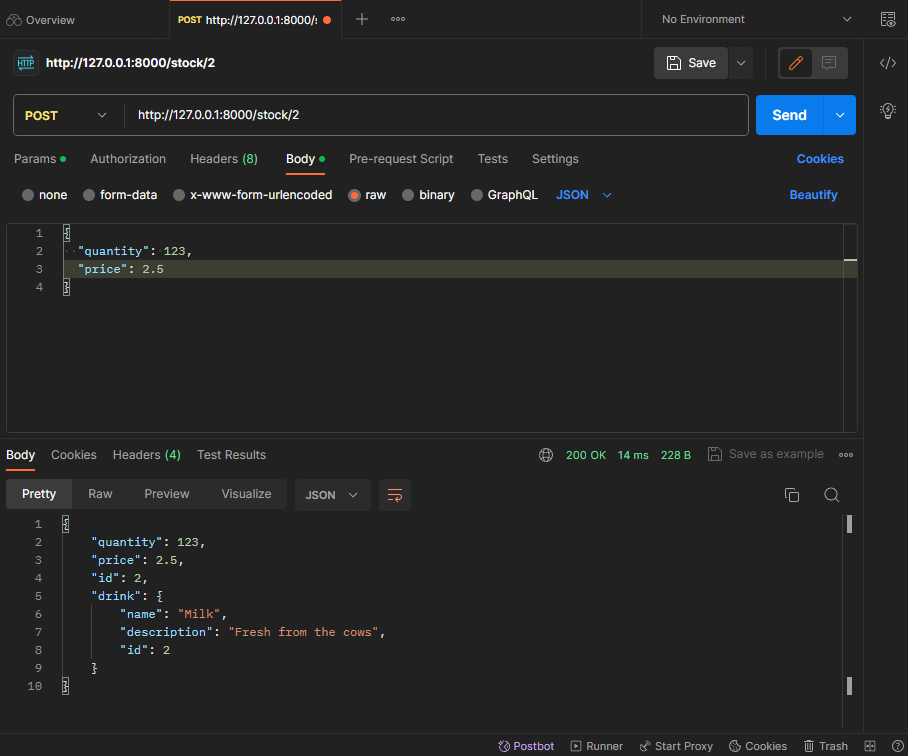 Overview
POST http://127.0.0.1:8000/s
No Environment
HTTP http://127.0.0.1:8000/stock/2
Save
POST http://127.0.0.1:8000/stock/2
Send
Params Authorization Headers (8) Body Pre-request Script Tests Settings Cookies
none form-data x-www-form-urlencoded raw binary GraphQL JSON Beautify
1 {
2 "quantity": 123,
3 "price": 2.5
4 }
Body Cookies Headers (4) Test Results 200 OK 14 ms 228 B Save as example
Pretty Raw Preview Visualize JSON
1 {
2 "quantity": 123,
3 "price": 2.5,
4 "id": 2,
5 "drink": {
6 "name": "Milk",
7 "description": "Fresh from the cows",
8 "id": 2
9 }
10 }
Postbot Runner Start Proxy Cookies Trash